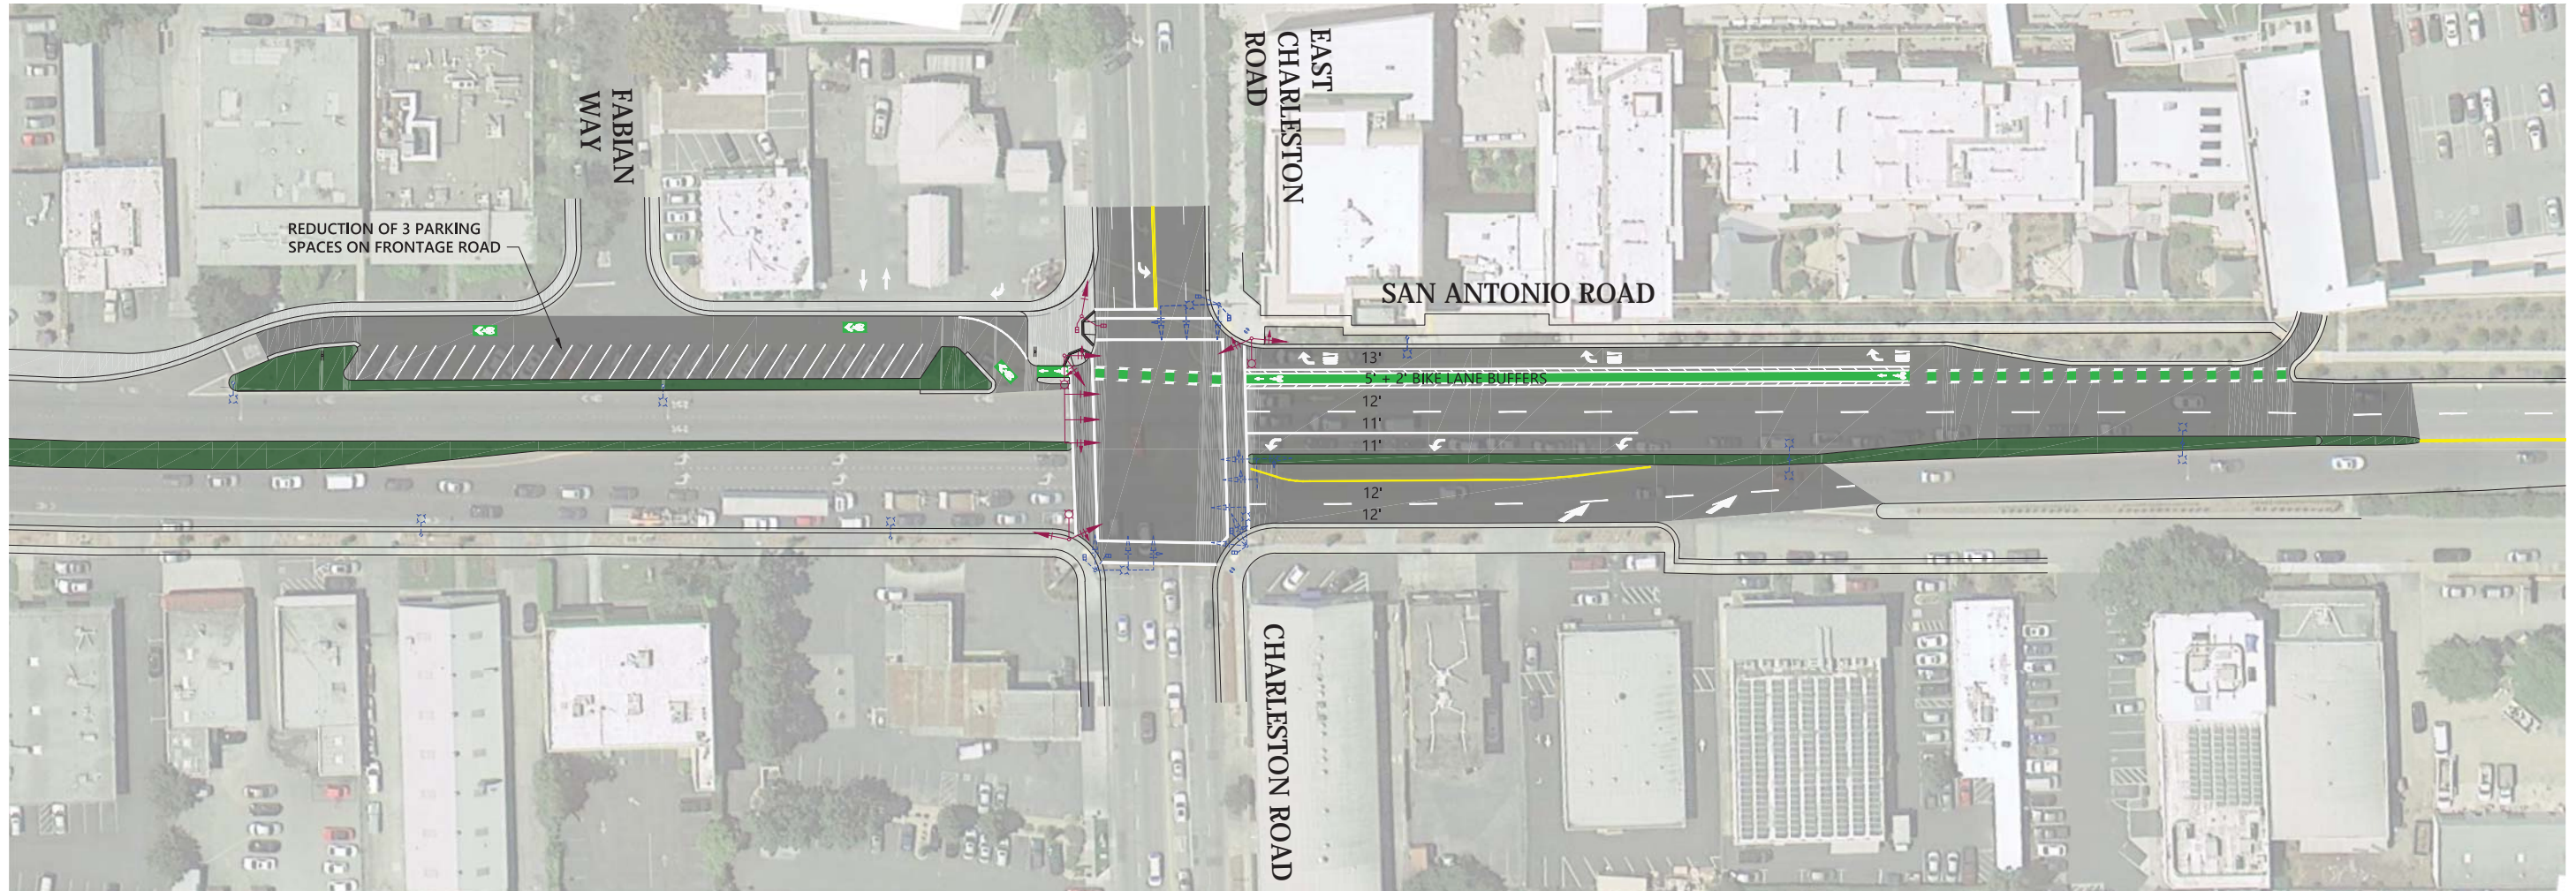 EAST
CHARLESTON
ROAD
FABIAN
WAY
REDUCTION OF 3 PARKING
SPACES ON FRONTAGE ROAD
SAN ANTONIO ROAD
13'
5' + 2' BIKE LANE BUFFERS
12'
11'
11'
12'
12'
CHARLESTON ROAD